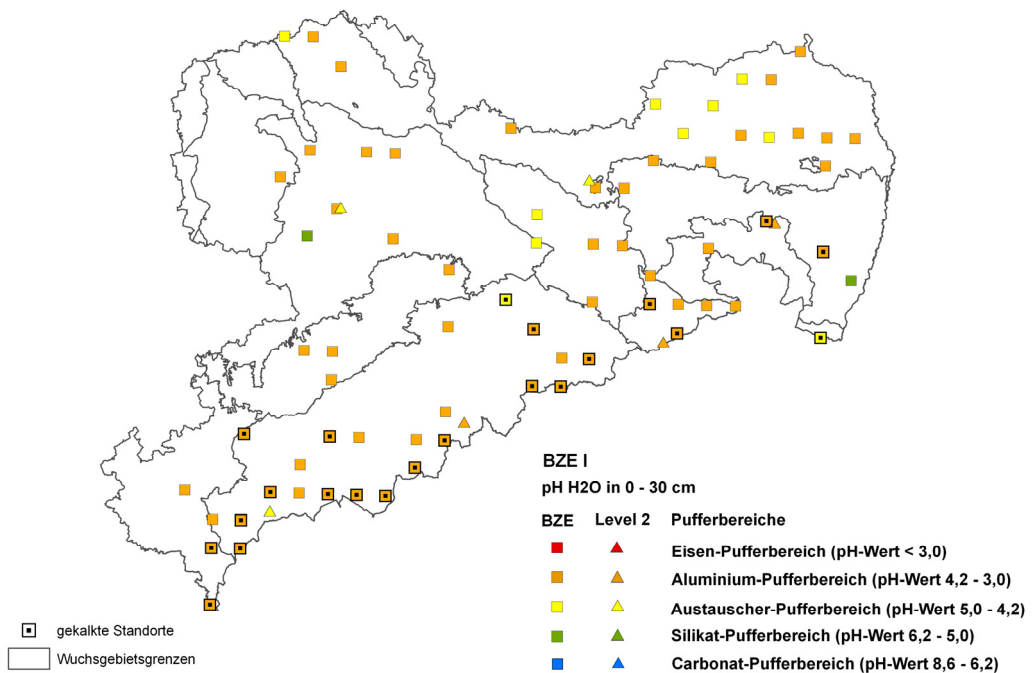 BZE I
pH H2O in 0 - 30 cm
BZE Level 2 Pufferbereiche
Eisen-Pufferbereich (pH-Wert < 3,0)
Aluminium-Pufferbereich (pH-Wert 4,2 - 3,0)
Austauscher-Pufferbereich (pH-Wert 5,0 - 4,2)
Silikat-Pufferbereich (pH-Wert 6,2 - 5,0)
Carbonat-Pufferbereich (pH-Wert 8,6 - 6,2)
gekalkte Standorte
Wuchsgebietsgrenzen